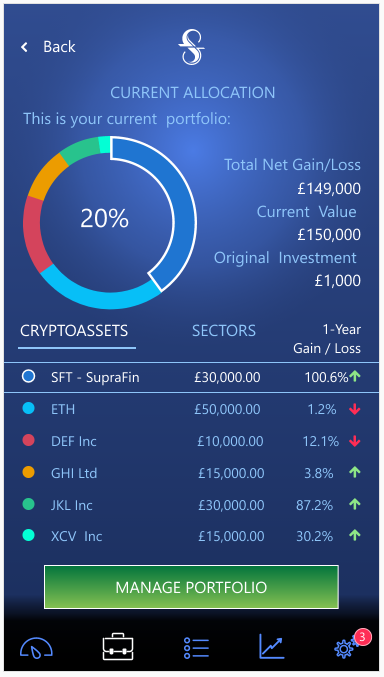 Back
CURRENT ALLOCATION
This is your current portfolio:
20%
Total Net Gain/Loss
£149,000
Current Value
£150,000
Original Investment
£1,000
CRYPTOASSETS SECTORS 1-Year
Gain / Loss
SFT - SupraFin £30,000.00 100.6%
ETH £50,000.00 1.2%
DEF Inc £10,000.00 12.1%
GHI Ltd £15,000.00 3.8%
JKL Inc £30,000.00 87.2%
XCV Inc £15,000.00 30.2%
MANAGE PORTFOLIO
3